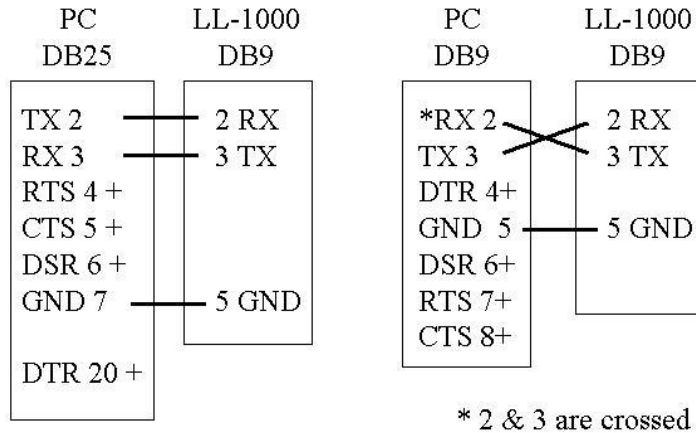 PC LL-1000
DB25 DB9
TX 2 2 RX
RX 3 3 TX
RTS 4 +
CTS 5 +
DSR 6 +
GND 7 5 GND
DTR 20 +
PC LL-1000
DB9 DB9
*RX 2 2 RX
TX 3 3 TX
DTR 4+
GND 5 5 GND
DSR 6+
RTS 7+
CTS 8+
* 2 & 3 are crossed